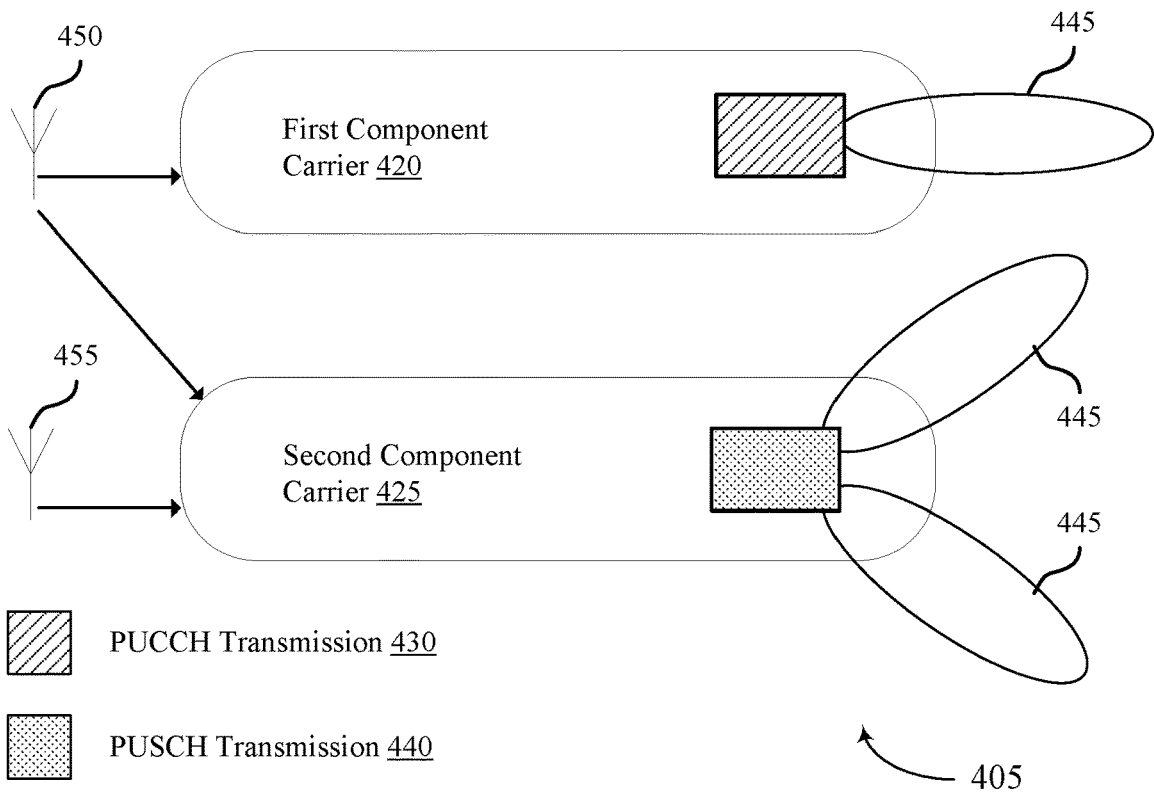 450
445
First Component
Carrier 420
455
445
Second Component
Carrier 425
445
PUCCH Transmission 430
PUSCH Transmission 440
405